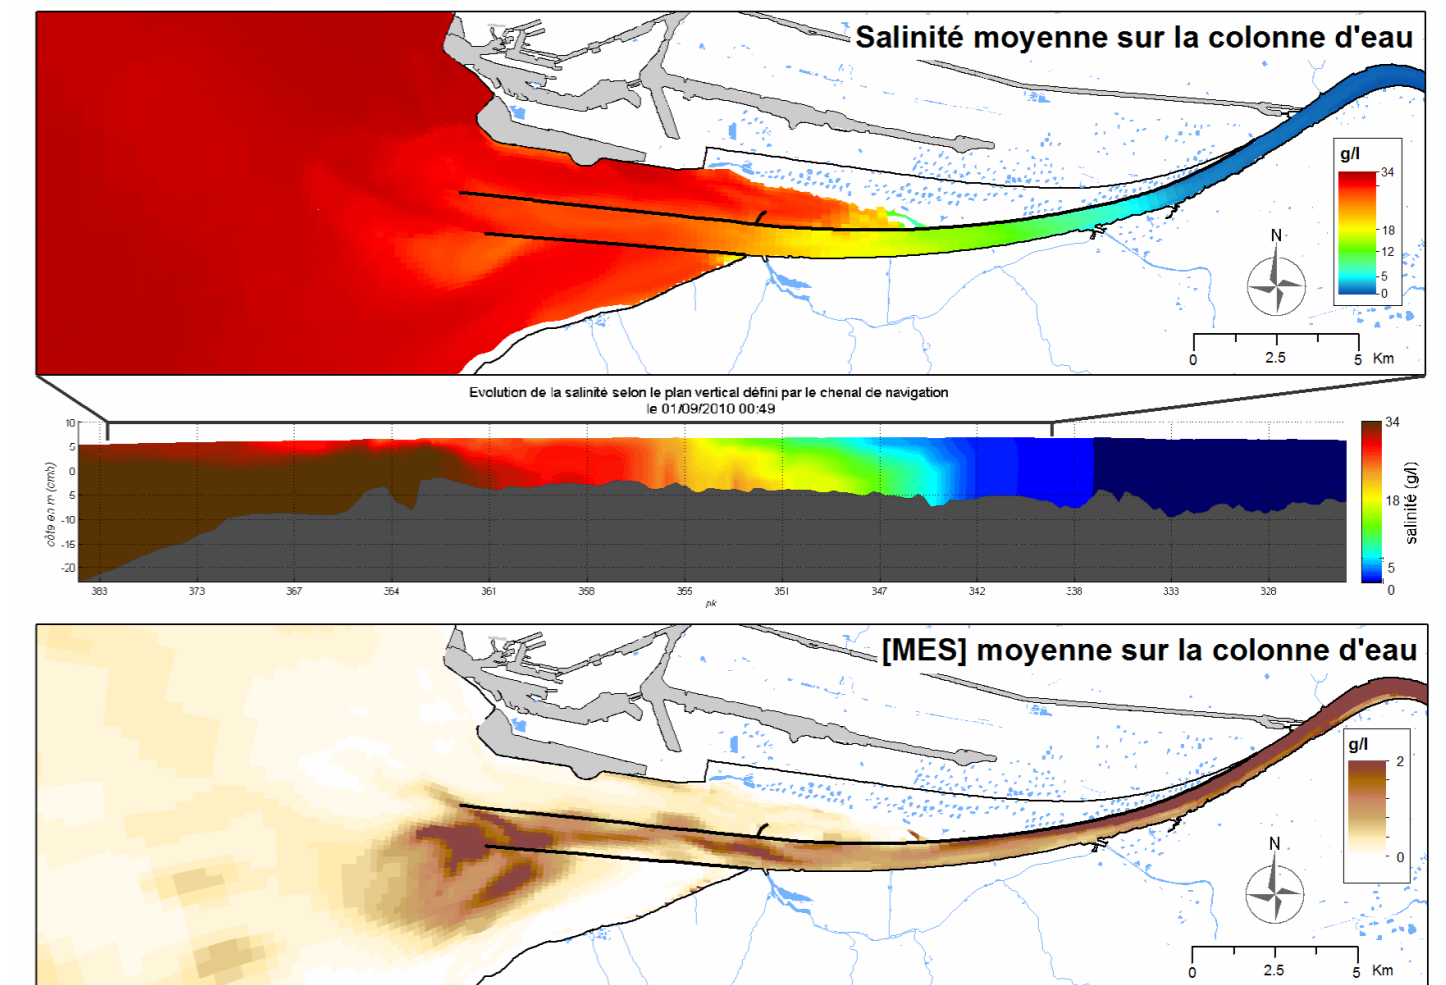 Salinité moyenne sur la colonne d'eau
g/l
34
18
12
5
0
N
0 2.5 5 Km
Evolution de la salinité selon le plan vertical défini par le chenal de navigation
le 01/09/2010 00:49
10
5
0
5
-10
-15
-20
côte en m (cmh)
383 373 367 364 361 358 355 351 347 342 338 333 328
pk
34
18
5
0
salinité (g/l)
[MES] moyenne sur la colonne d'eau
g/l
2
0
N
0 2.5 5 Km